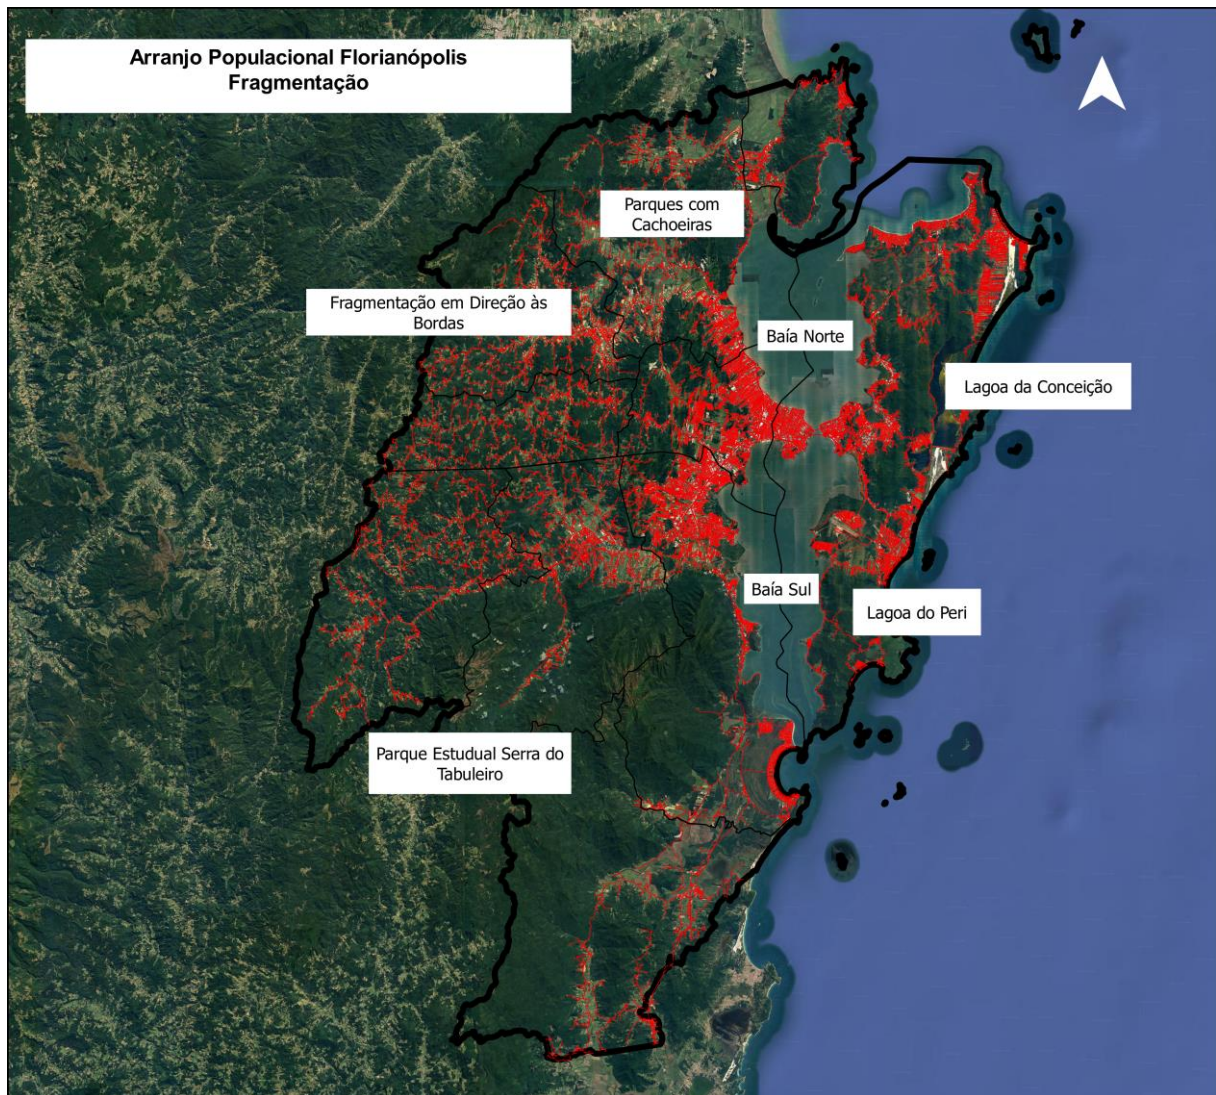 Arranjo Populacional Florianópolis
Fragmentação
Parques com
Cachoeiras
Fragmentação em Direção às
Bordas
Baía Norte
Lagoa da Conceição
Baía Sul
Lagoa do Peri
Parque Estudual Serra do
Tabuleiro